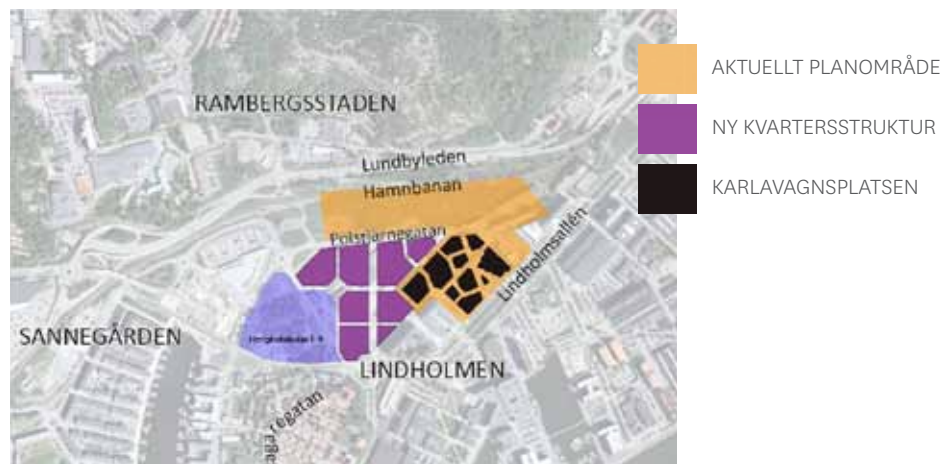 RAMBERGSSTADEN
Lundbyleden
Hamnbanan
Polstjärnegatan
Lindholmsallén
SANNEGÅRDEN
LINDHOLMEN
AKTUELLT PLANOMRÅDE
NY KVARTERSSTRUKTUR
KARLAVAGNSPLATSEN